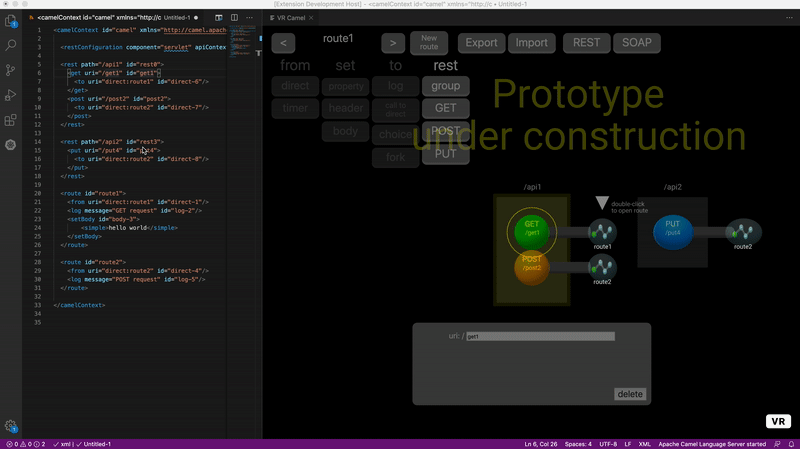 [Extension Development Host] - <camelContext id="camel" xmlns="http://c • Untitled-1
<camelContext id="camel" xmlns="http://c Untitled-1 ●
VR Camel ×
1 <camelContext id="camel" xmlns="http://camel.apach
2
3 <restConfiguration component="servlet" apiContex
4
5 <rest path="/api1" id="rest0">
6 <get uri="/get1" id="get1">
7 <to uri="direct:route1" id="direct-6"/>
8 </get>
9 <post uri="/post2" id="post2">
10 <to uri="direct:route2" id="direct-7"/>
11 </post>
12 </rest>
13
14 <rest path="/api2" id="rest3">
15 <put uri="/put4" id="put4">
16 <to uri="direct:route2" id="direct-8"/>
17 </put>
18 </rest>
19
20 <route id="route1">
21 <from uri="direct:route1" id="direct-1"/>
22 <log message="GET request" id="log-2"/>
23 <setBody id="body-3">
24 <simple>hello world</simple>
25 </setBody>
26 </route>
27
28 <route id="route2">
29 <from uri="direct:route2" id="direct-4"/>
30 <log message="POST request" id="log-5"/>
31 </route>
32
33 </camelContext>
34
35
< route1 > New route Export Import REST SOAP
from set to rest
direct property log group
timer header call to direct GET
body choice POST
fork PUT
Prototype
under construction
/api1 /api2
double-click
to open route
GET
/get1
route1
PUT
/put4
route2
POST
/post2
route2
uri: / get1
delete
VR
0 0 2 xml Untitled-1 Ln 6, Col 26 Spaces: 4 UTF-8 LF XML Apache Camel Language Server started